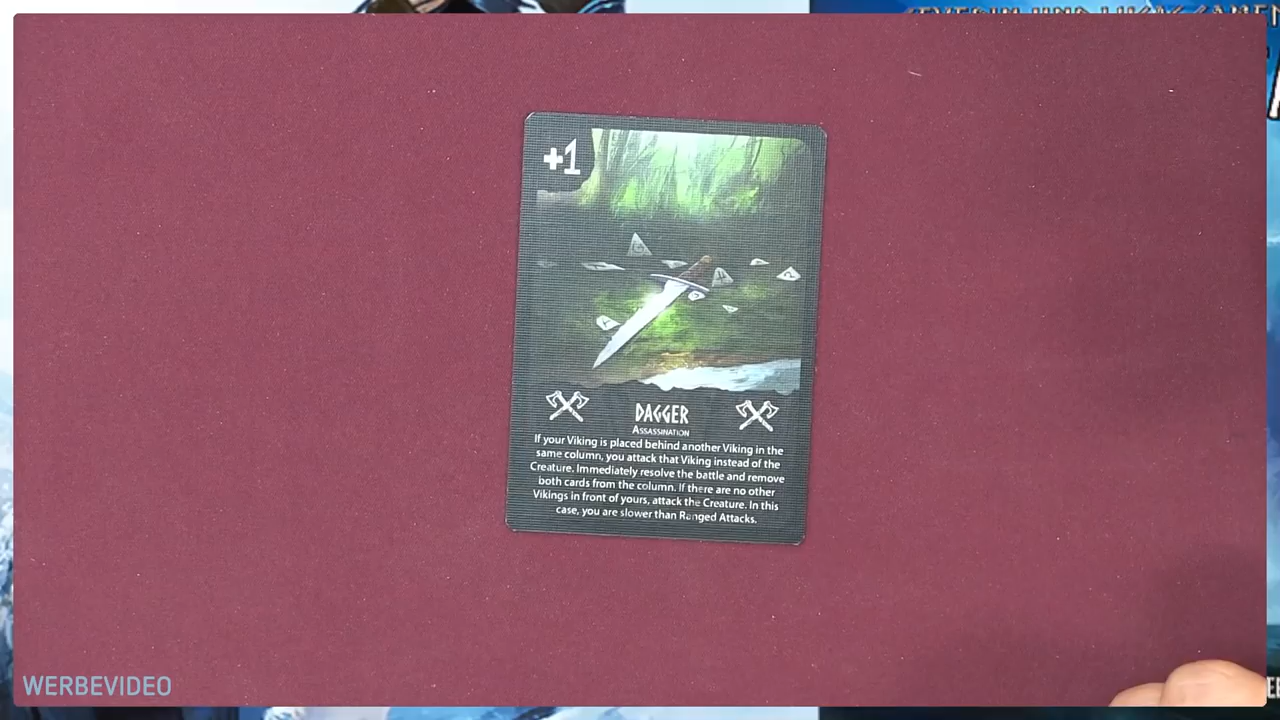 +1
DAGGER
ASSASSINATION
If your Viking is placed behind another Viking in the
same column, you attack that Viking instead of the
Creature. Immediately resolve the battle and remove
both cards from the column. If there are no other
Vikings in front of yours, attack the Creature. In this
case, you are slower than Ranged Attacks.
WERBEVIDEO